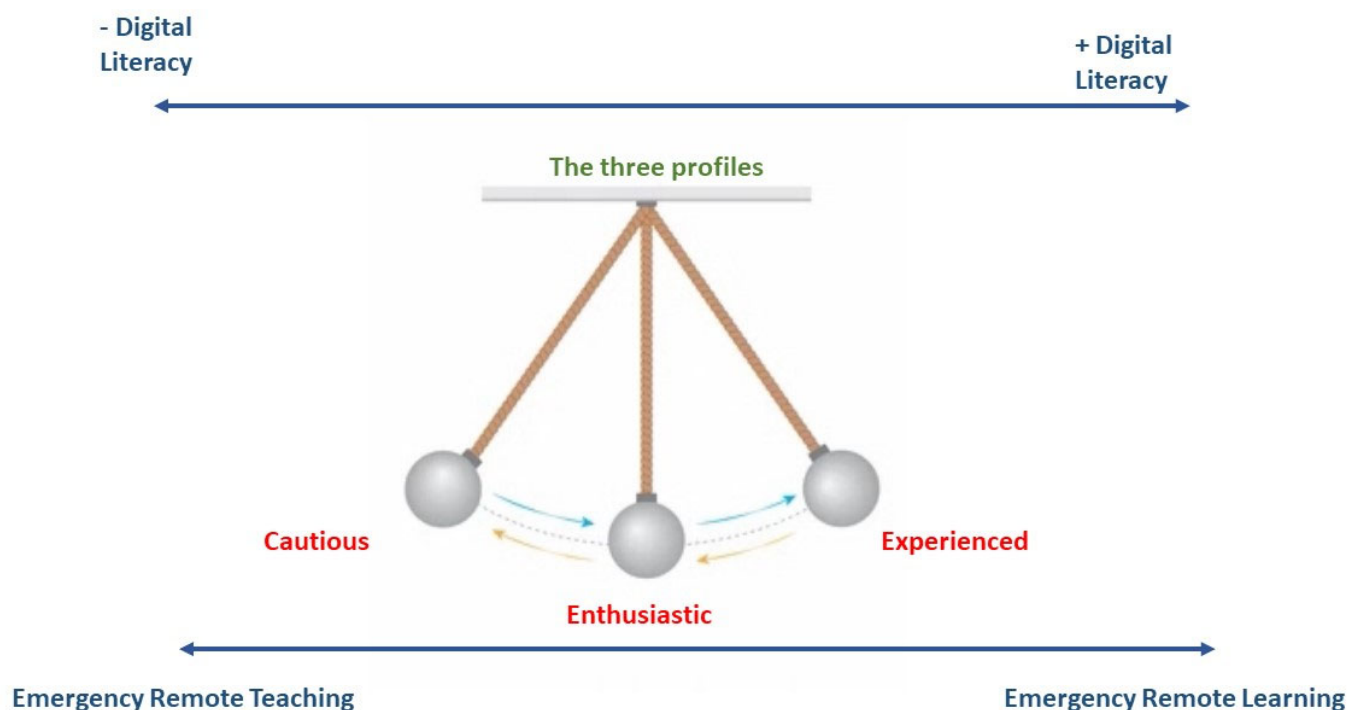 - Digital
Literacy
+ Digital
Literacy
The three profiles
Cautious
Experienced
Enthusiastic
Emergency Remote Teaching
Emergency Remote Learning